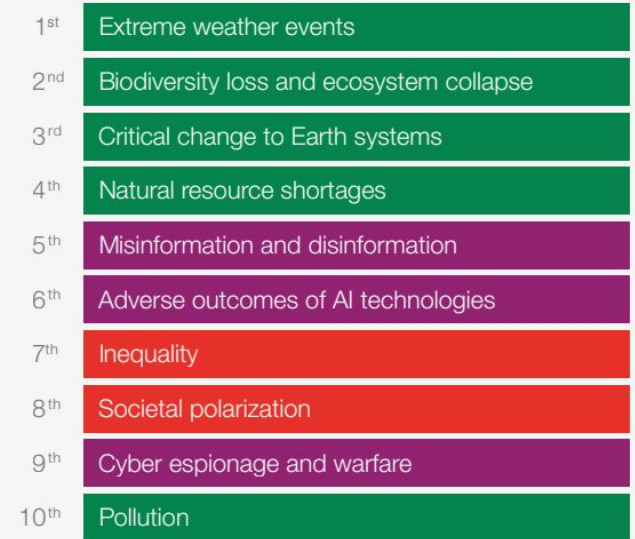 1st Extreme weather events
2nd Biodiversity loss and ecosystem collapse
3rd Critical change to Earth systems
4th Natural resource shortages
5th Misinformation and disinformation
6th Adverse outcomes of AI technologies
7th Inequality
8th Societal polarization
9th Cyber espionage and warfare
10th Pollution